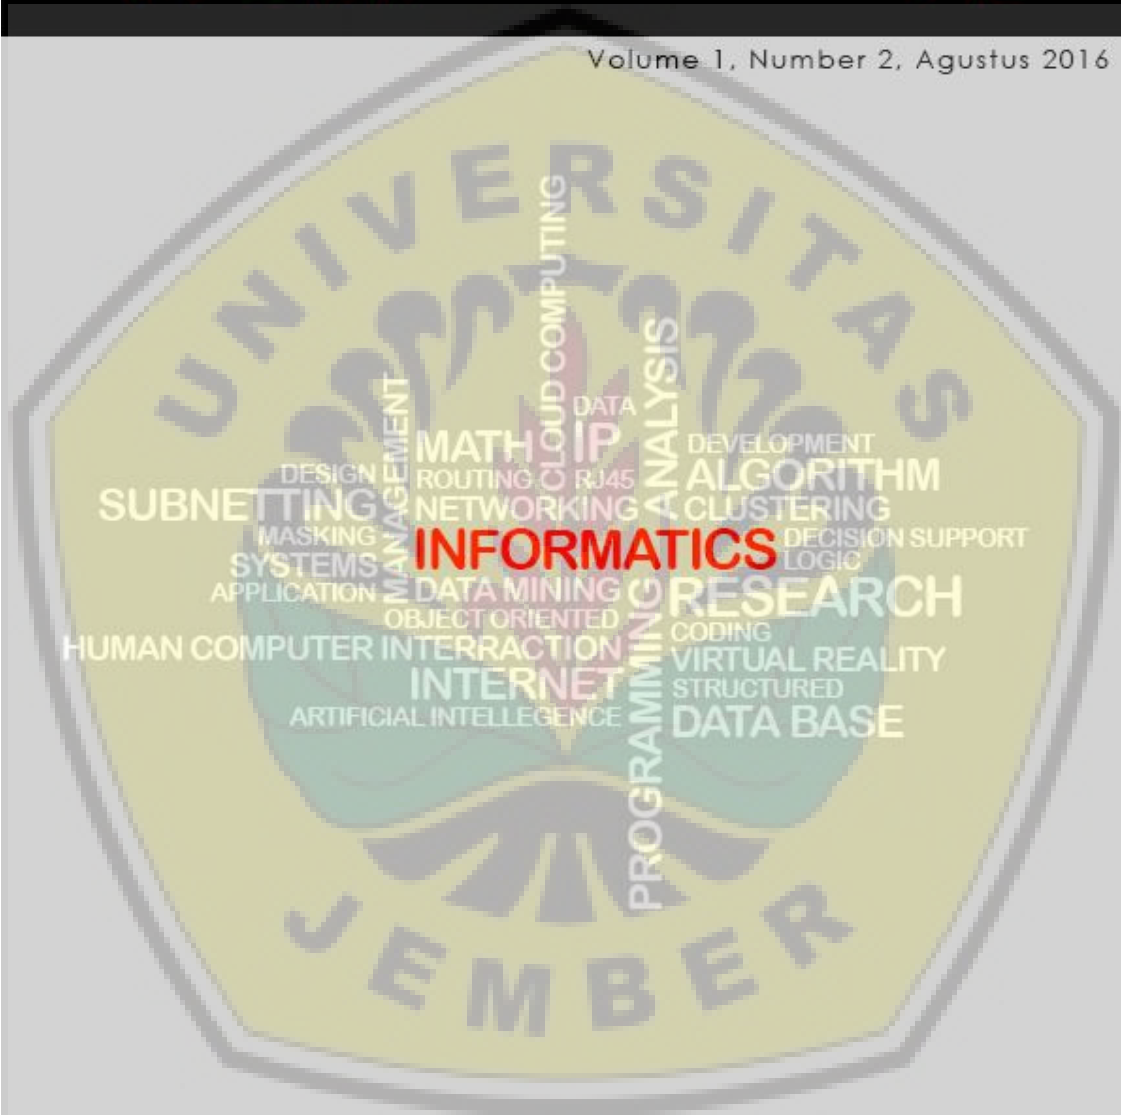 Volume 1, Number 2, Agustus 2016
UNIVERSITAS
CLOUD COMPUTING
ANALYSIS
MANAGEMENT
DATA
MATH
IP
DEVELOPMENT
DESIGN
ROUTING
RJ45
ALGORITHM
SUBNETTING
NETWORKING
CLUSTERING
MASKING
INFORMATICS
DECISION SUPPORT
SYSTEMS
LOGIC
APPLICATION
DATA MINING
RESEARCH
OBJECT ORIENTED
CODING
HUMAN COMPUTER INTERRACTION
VIRTUAL REALITY
INTERNET
STRUCTURED
ARTIFICIAL INTELLEGENCE
DATA BASE
PROGRAMMING
JEMBER